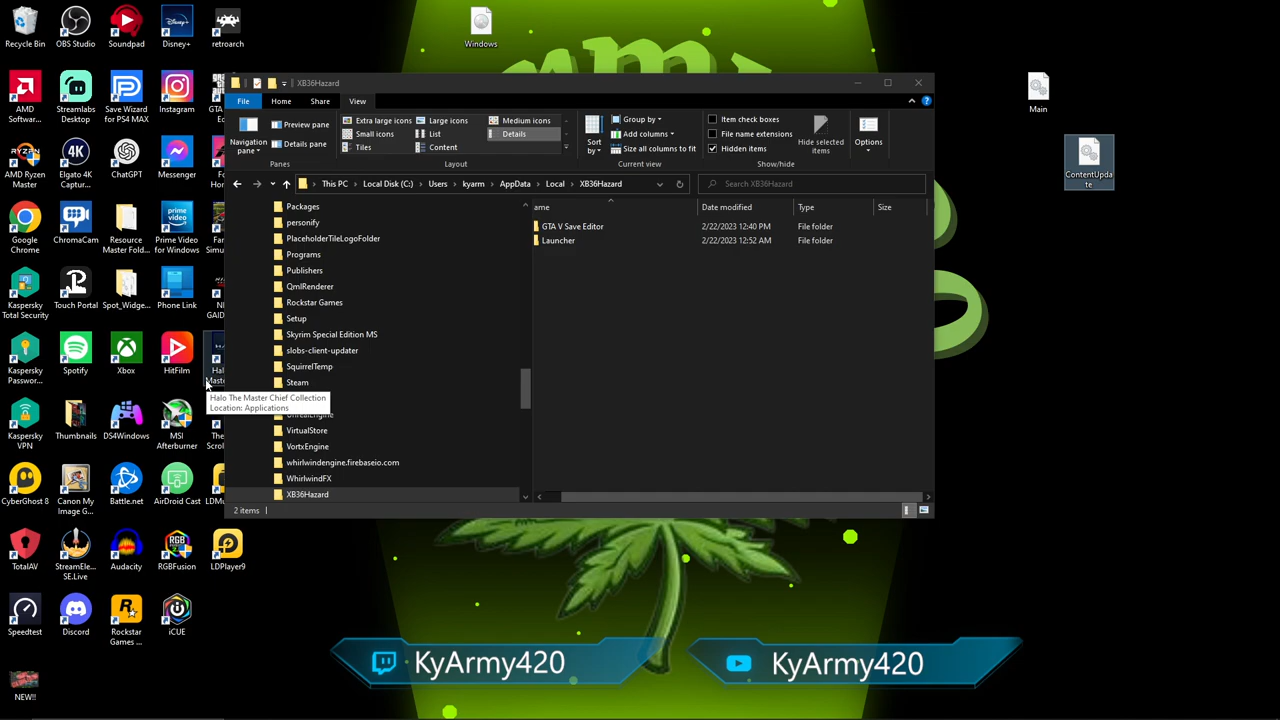 Recycle Bin
OBS Studio
Soundpad
Disney+
retroarch
Windows
AMD
Software...
Streamlabs
Desktop
Save Wizard
for PS4 MAX
Instagram
GTA
AMD Ryzen
Master
Elgato 4K
Captur...
ChatGPT
Messenger
Google
Chrome
ChromaCam
Resource
Master Fold...
Prime Video
for Windows
Kaspersky
Total Security
Touch Portal
Spot_Widge...
Phone Link
Kaspersky
Passwor...
Spotify
Xbox
HitFilm
Kaspersky
VPN
Thumbnails
DS4Windows
MSI
Afterburner
The
Scrol
CyberGhost 8
Canon My
Image G...
Battle.net
AirDroid Cast
TotalAV
StreamEle...
SE.Live
Audacity
RGBFusion
LDPlayer9
Speedtest
Discord
Rockstar
Games ...
iCUE
NEW!!
Main
ContentUpda
te
XB36Hazard
File
Home
Share
View
Navigation
pane
Preview pane
Details pane
Panes
Extra large icons
Large icons
Medium icons
Small icons
List
Details
Tiles
Content
Layout
Sort
by
Group by
Add columns
Size all columns to fit
Current view
Item check boxes
File name extensions
Hidden items
Hide selected
items
Show/hide
Options
This PC > Local Disk (C:) > Users > kyarm > AppData > Local > XB36Hazard
Search XB36Hazard
Packages
personify
PlaceholderTileLogoFolder
Programs
Publishers
QmlRenderer
Rockstar Games
Setup
Skyrim Special Edition MS
slobs-client-updater
SquirrelTemp
Steam
UnrealEngine
VirtualStore
VortxEngine
whirlwindengine.firebaseio.com
WhirlwindFX
XB36Hazard
ame
Date modified
Type
Size
GTA V Save Editor
2/22/2023 12:40 PM
File folder
Launcher
2/22/2023 12:52 AM
File folder
2 items
Halo The Master Chief Collection
Location: Applications
KyArmy420
KyArmy420